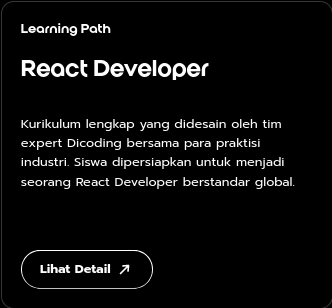 Learning Path
React Developer
Kurikulum lengkap yang didesain oleh tim
expert Dicoding bersama para praktisi
industri. Siswa dipersiapkan untuk menjadi
seorang React Developer berstandar global.
Lihat Detail